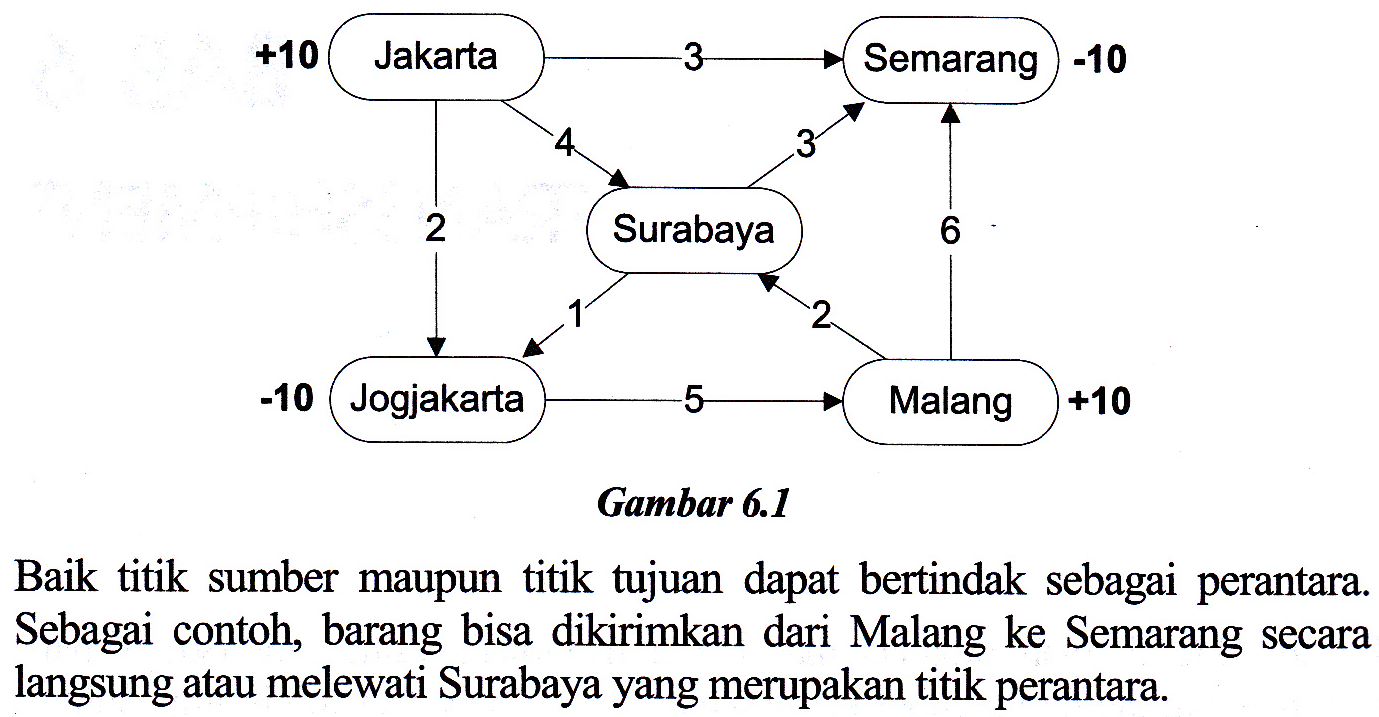 +10 Jakarta 3 Semarang -10
4 3
2 Surabaya 6
1 2
-10 Jogjakarta 5 Malang +10
Gambar 6.1
Baik titik sumber maupun titik tujuan dapat bertindak sebagai perantara.
Sebagai contoh, barang bisa dikirimkan dari Malang ke Semarang secara
langsung atau melewati Surabaya yang merupakan titik perantara.